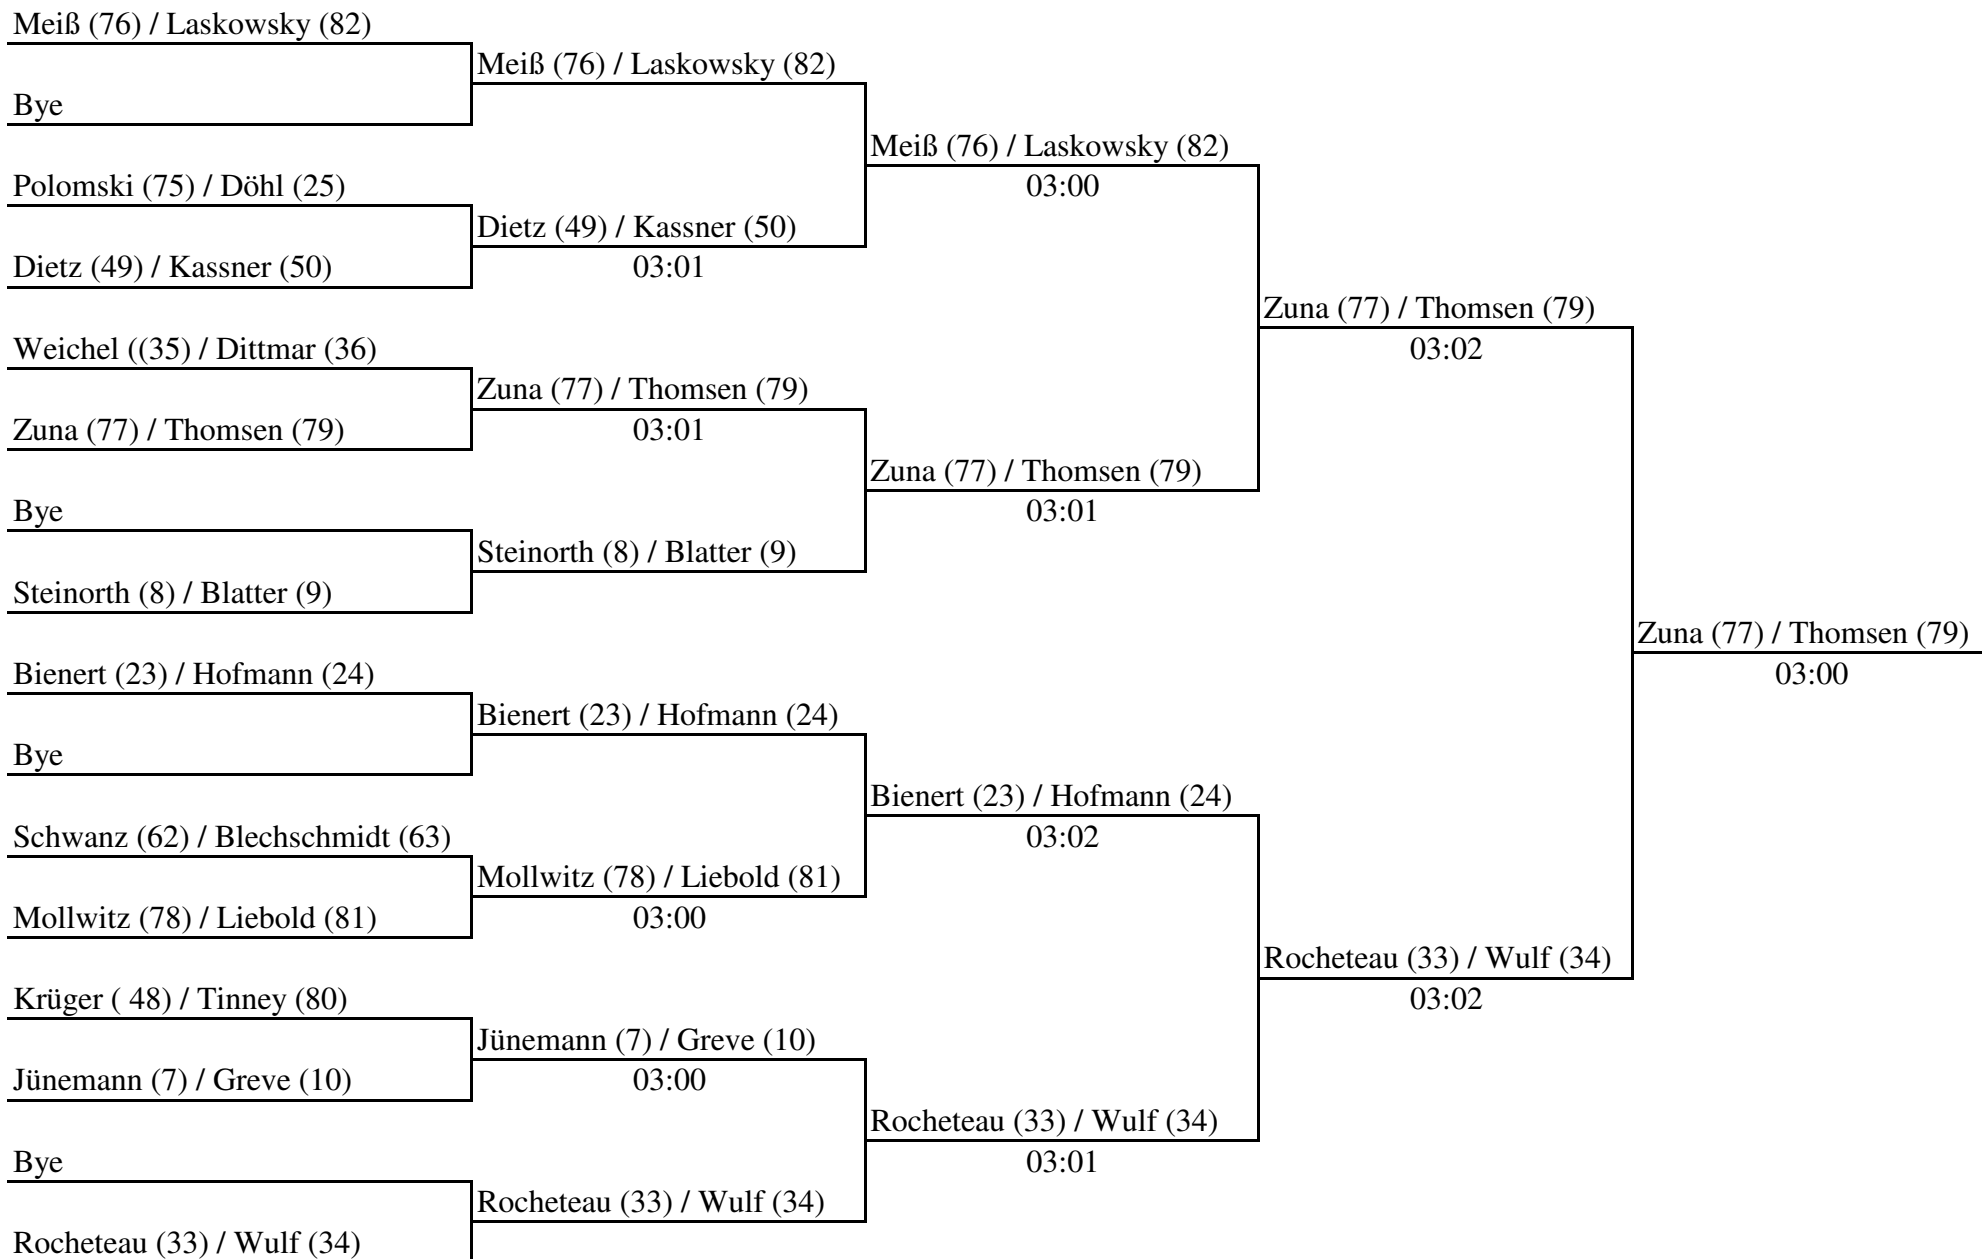 Meiß (76) / Laskowsky (82)
Meiß (76) / Laskowsky (82)
Bye
Meiß (76) / Laskowsky (82)
03:00
Polomski (75) / Döhl (25)
Dietz (49) / Kassner (50)
03:01
Dietz (49) / Kassner (50)
Zuna (77) / Thomsen (79)
03:02
Weichel ((35) / Dittmar (36)
Zuna (77) / Thomsen (79)
03:01
Zuna (77) / Thomsen (79)
Zuna (77) / Thomsen (79)
03:01
Bye
Steinorth (8) / Blatter (9)
Steinorth (8) / Blatter (9)
Zuna (77) / Thomsen (79)
03:00
Bienert (23) / Hofmann (24)
Bienert (23) / Hofmann (24)
Bye
Bienert (23) / Hofmann (24)
03:02
Schwanz (62) / Blechschmidt (63)
Mollwitz (78) / Liebold (81)
03:00
Mollwitz (78) / Liebold (81)
Rocheteau (33) / Wulf (34)
03:02
Krüger ( 48) / Tinney (80)
Jünemann (7) / Greve (10)
03:00
Jünemann (7) / Greve (10)
Rocheteau (33) / Wulf (34)
03:01
Bye
Rocheteau (33) / Wulf (34)
Rocheteau (33) / Wulf (34)